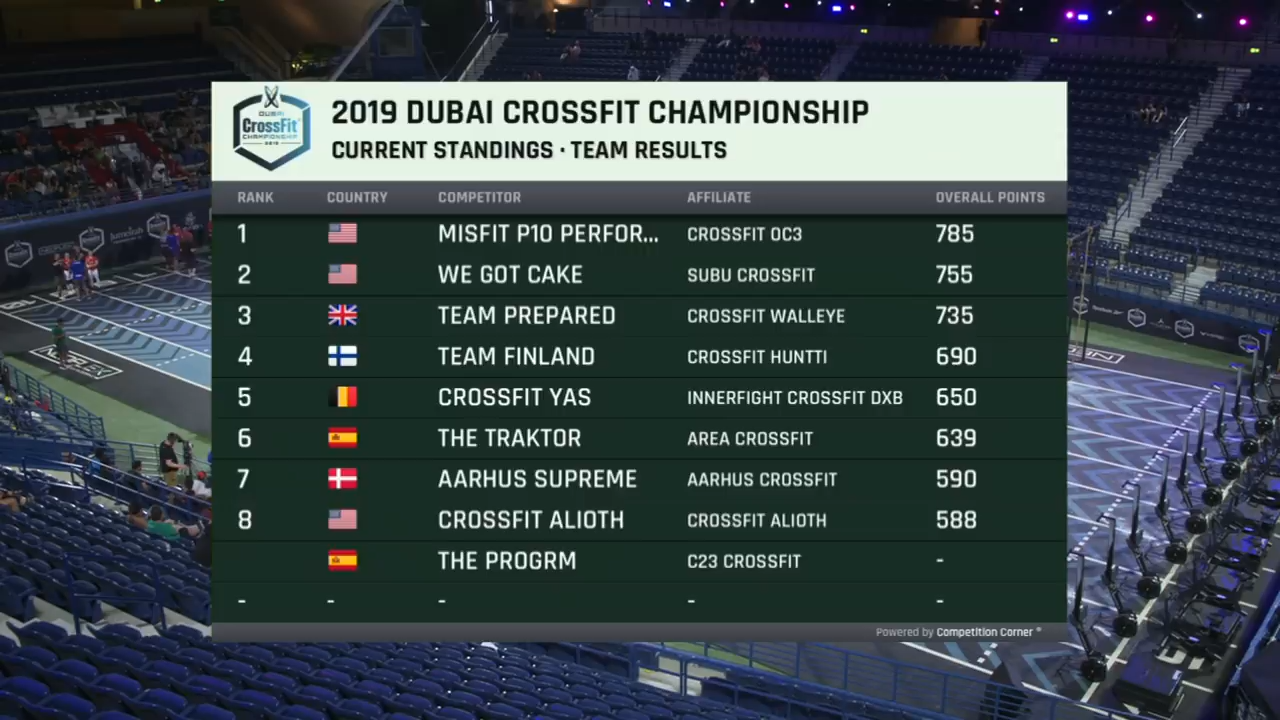 DUBAI
CrossFit
CHAMPIONSHIP
2019
2019 DUBAI CROSSFIT CHAMPIONSHIP
CURRENT STANDINGS · TEAM RESULTS
RANK COUNTRY COMPETITOR AFFILIATE OVERALL POINTS
1 MISFIT P10 PERFOR... CROSSFIT OC3 785
2 WE GOT CAKE SUBU CROSSFIT 755
3 TEAM PREPARED CROSSFIT WALLEYE 735
4 TEAM FINLAND CROSSFIT HUNTTI 690
5 CROSSFIT YAS INNERFIGHT CROSSFIT DXB 650
6 THE TRAKTOR AREA CROSSFIT 639
7 AARHUS SUPREME AARHUS CROSSFIT 590
8 CROSSFIT ALIOTH CROSSFIT ALIOTH 588
THE PROGRM C23 CROSSFIT -
- - - - -
Powered by Competition Corner ®